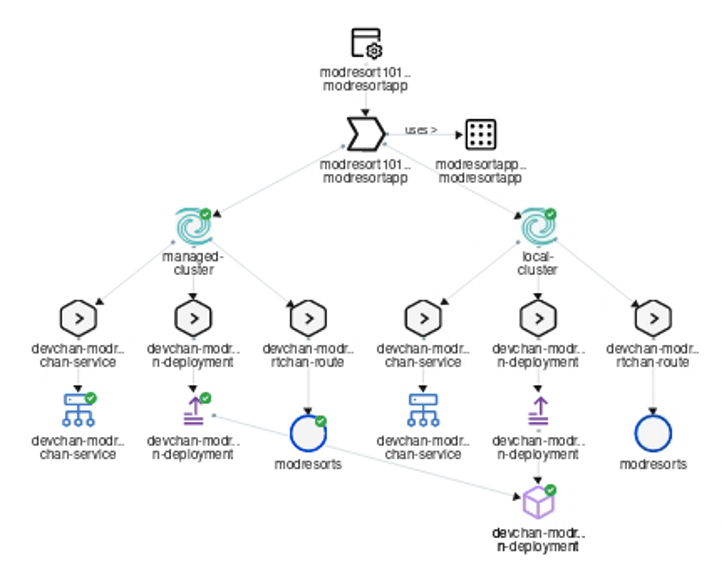 modresort101...
modresortapp
uses >
modresort101...
modresortapp
modresortapp...
modresortapp
managed-
cluster
local-
cluster
devchan-modr...
chan-service
devchan-modr...
n-deployment
devchan-modr...
rtchan-route
devchan-modr...
chan-service
devchan-modr...
n-deployment
devchan-modr...
rtchan-route
devchan-modr...
chan-service
devchan-modr...
n-deployment
modresorts
devchan-modr...
chan-service
devchan-modr...
n-deployment
modresorts
devchan-modr...
n-deployment